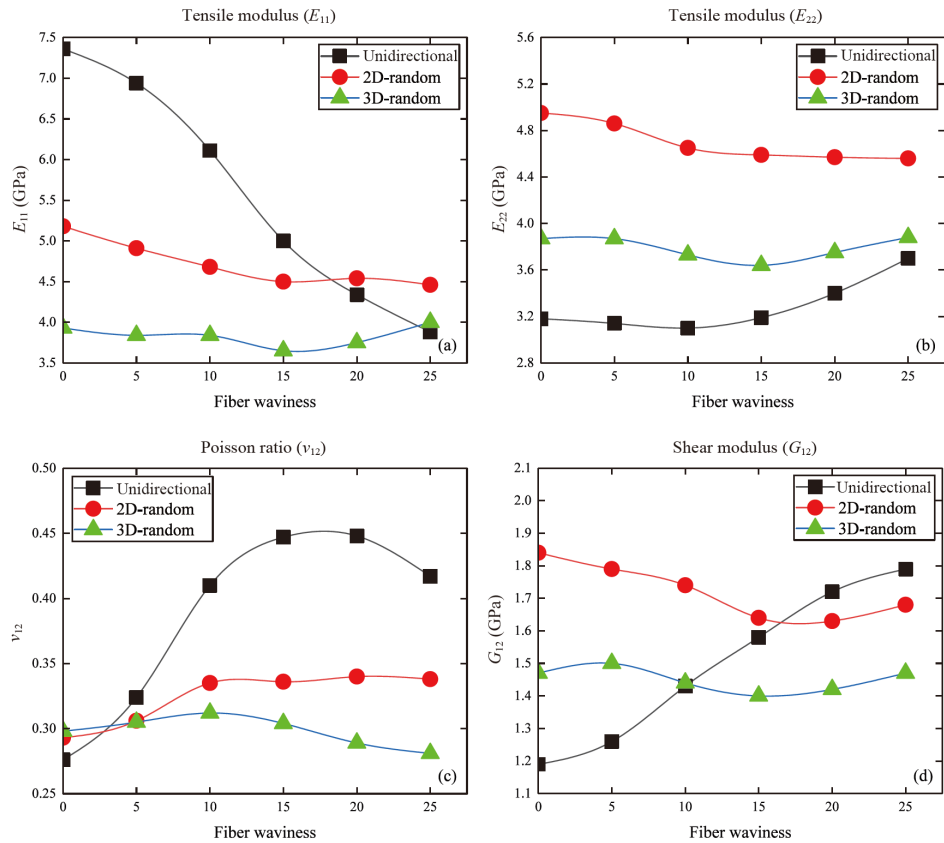 Tensile modulus (E11)
7.5
7.0
6.5
6.0
5.5
5.0
4.5
4.0
3.5
E11 (GPa)
Unidirectional
2D-random
3D-random
(a)
0 5 10 15 20 25
Fiber waviness
Tensile modulus (E22)
5.6
5.2
4.8
4.4
4.0
3.6
3.2
2.8
E22 (GPa)
Unidirectional
2D-random
3D-random
(b)
0 5 10 15 20 25
Fiber waviness
Poisson ratio (v12)
0.50
0.45
0.40
0.35
0.30
0.25
v12
Unidirectional
2D-random
3D-random
(c)
0 5 10 15 20 25
Fiber waviness
Shear modulus (G12)
2.1
2.0
1.9
1.8
1.7
1.6
1.5
1.4
1.3
1.2
1.1
G12 (GPa)
Unidirectional
2D-random
3D-random
(d)
0 5 10 15 20 25
Fiber waviness